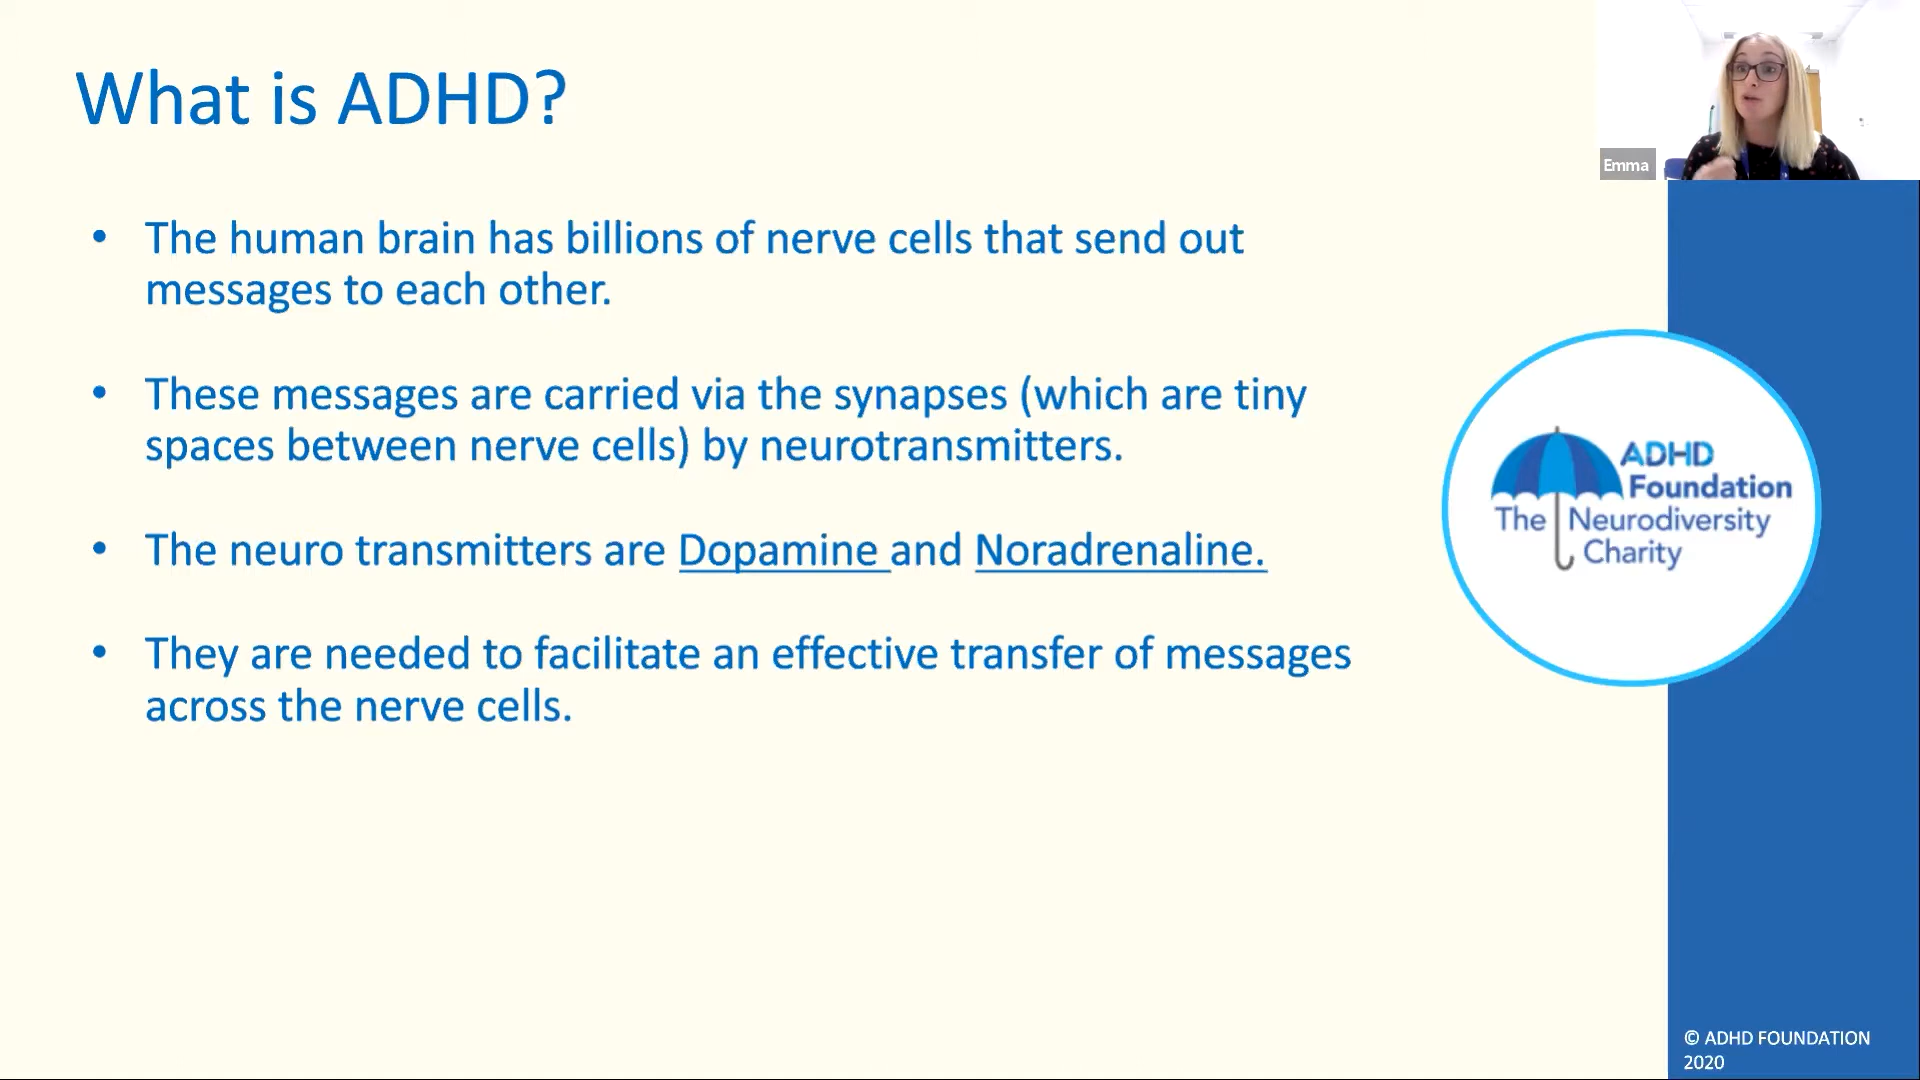 What is ADHD?
Emma
• The human brain has billions of nerve cells that send out
messages to each other.
• These messages are carried via the synapses (which are tiny
spaces between nerve cells) by neurotransmitters.
• The neuro transmitters are Dopamine and Noradrenaline.
• They are needed to facilitate an effective transfer of messages
across the nerve cells.
ADHD
Foundation
The Neurodiversity
Charity
© ADHD FOUNDATION
2020